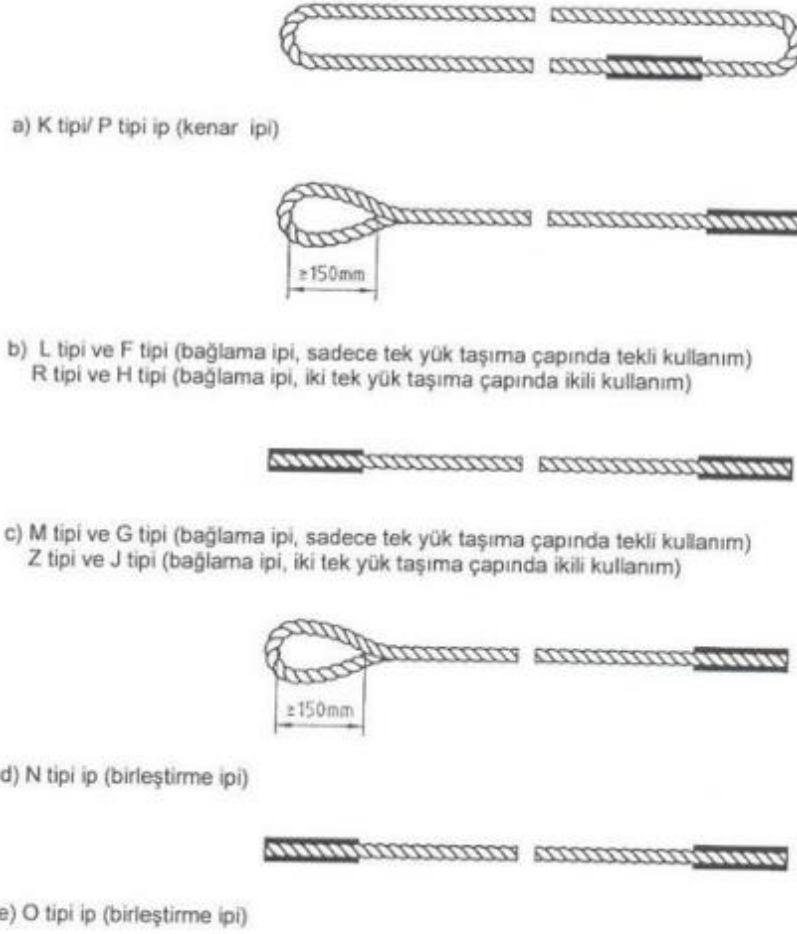 a) K tipi/ P tipi ip (kenar ipi)
≥150mm
b) L tipi ve F tipi (bağlama ipi, sadece tek yük taşıma çapında tekli kullanım)
R tipi ve H tipi (bağlama ipi, iki tek yük taşıma çapında ikili kullanım)
c) M tipi ve G tipi (bağlama ipi, sadece tek yük taşıma çapında tekli kullanım)
Z tipi ve J tipi (bağlama ipi, iki tek yük taşıma çapında ikili kullanım)
≥150mm
d) N tipi ip (birleştirme ipi)
e) O tipi ip (birleştirme ipi)